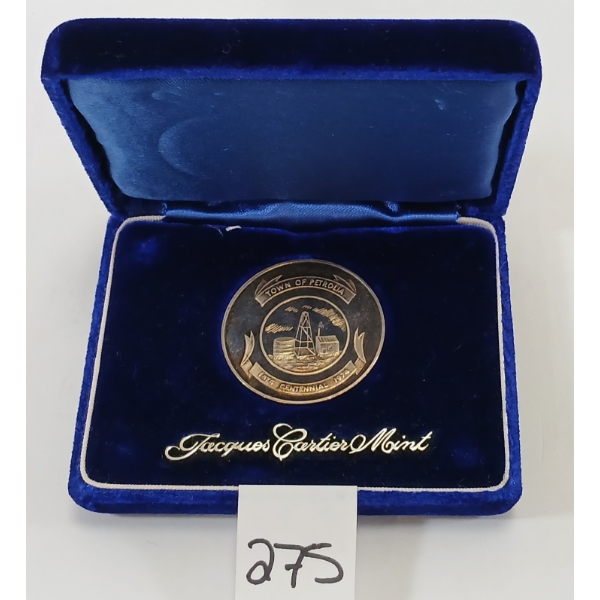 TOWN OF PETROLIA
1874 CENTENNIAL 1974
Jacques Cartier Mint
275